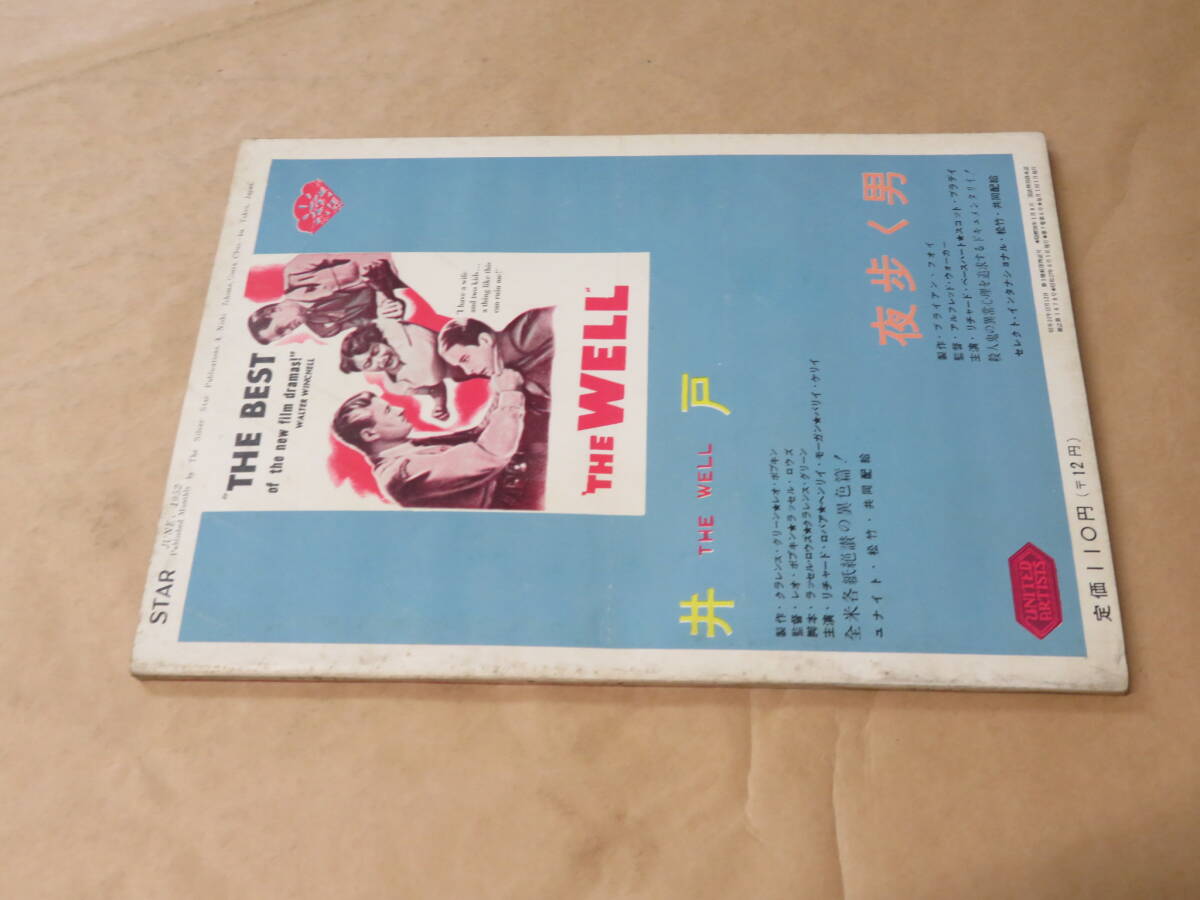 STAR JUNE, 1952
Published Monthly by The Silver Star Publications
"THE BEST
of the new film dramas!"
WALTER WINCHELL
"I have a wife
and two kids...
a thing like this
can ruin me!"
"THE WELL"
井戸
THE WELL
製作・クラレンス・グリーン★レオ・ポプキン
監督・レオ・ポプキン★ラッセル・ロウズ
脚本・ラッセル・ロウズ★クラレンス・グリーン
主演・リチャード・ロバア★ヘンリイ・モーガン★バリイ・ケリイ
全米各紙絶讃の異色篇!
ユナイト・松竹・共同配給
夜歩く男
製作・ブライアン・フォイ
監督・アルフレッド・ウォーカー
主演・リチャード・ベースハート★スコット・ブラディ
殺人鬼の異常心理を追求するドキュメンタリイ!
セレクト・インタナショナル・松竹・共同配給
UNITED
ARTISTS
定価110円(〒12円)